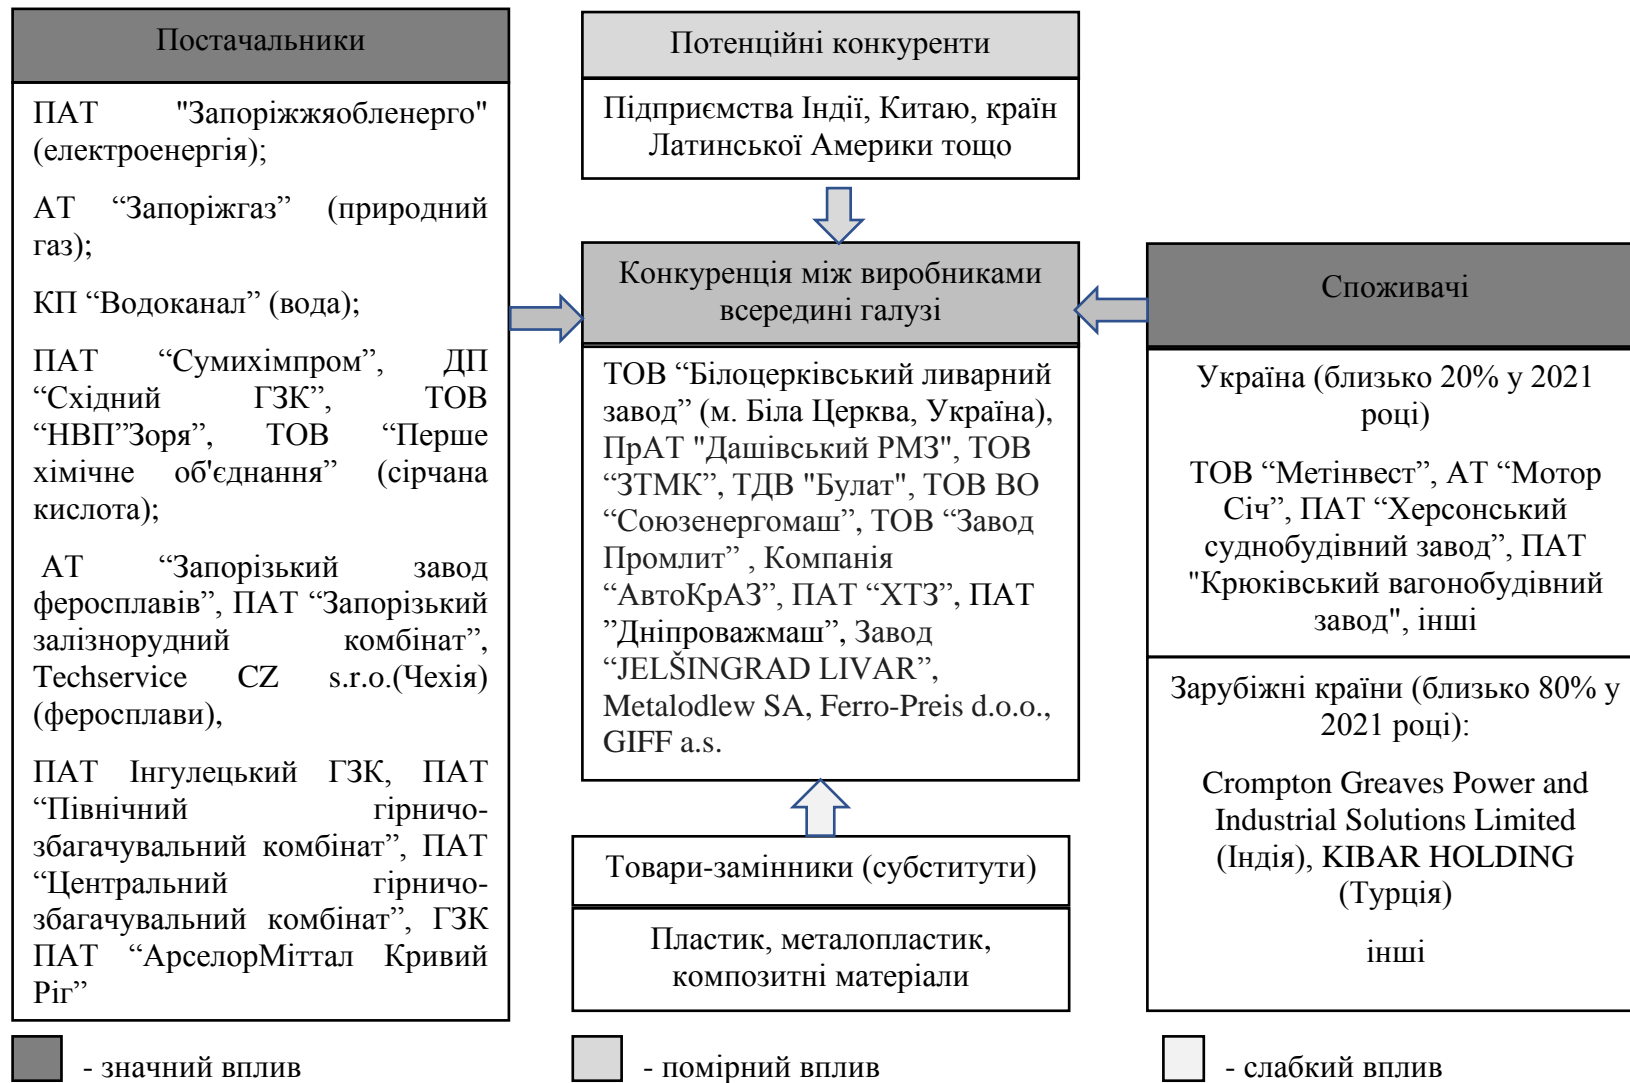 Постачальники
ПАТ "Запоріжжяобленерго"
(електроенергія);
АТ “Запоріжгаз” (природний
газ);
КП “Водоканал” (вода);
ПАТ “Сумихімпром”, ДП
“Східний ГЗК”, ТОВ
“НВП”Зоря”, ТОВ “Перше
хімічне об'єднання” (сірчана
кислота);
АТ “Запорізький завод
феросплавів”, ПАТ “Запорізький
залізнорудний комбінат”,
Techservice CZ s.r.o.(Чехія)
(феросплави),
ПАТ Інгулецький ГЗК, ПАТ
“Північний гірничо-
збагачувальний комбінат”, ПАТ
“Центральний гірничо-
збагачувальний комбінат”, ГЗК
ПАТ “АрселорМіттал Кривий
Ріг”
Потенційні конкуренти
Підприємства Індії, Китаю, країн
Латинської Америки тощо
Конкуренція між виробниками
всередині галузі
ТОВ “Білоцерківський ливарний
завод” (м. Біла Церква, Україна),
ПрАТ "Дашівський РМЗ", ТОВ
“ЗТМК”, ТДВ "Булат", ТОВ ВО
“Союзенергомаш”, ТОВ “Завод
Промлит” , Компанія
“АвтоКрАЗ”, ПАТ “ХТЗ”, ПАТ
”Дніпроважмаш”, Завод
“JELŠINGRAD LIVAR”,
Metalodlew SA, Ferro-Preis d.o.o.,
GIFF a.s.
Товари-замінники (субститути)
Пластик, металопластик,
композитні матеріали
Споживачі
Україна (близько 20% у 2021
році)
ТОВ “Метінвест”, АТ “Мотор
Січ”, ПАТ “Херсонський
суднобудівний завод”, ПАТ
"Крюківський вагонобудівний
завод", інші
Зарубіжні країни (близько 80% у
2021 році):
Crompton Greaves Power and
Industrial Solutions Limited
(Індія), KIBAR HOLDING
(Турція)
інші
- значний вплив
- помірний вплив
- слабкий вплив